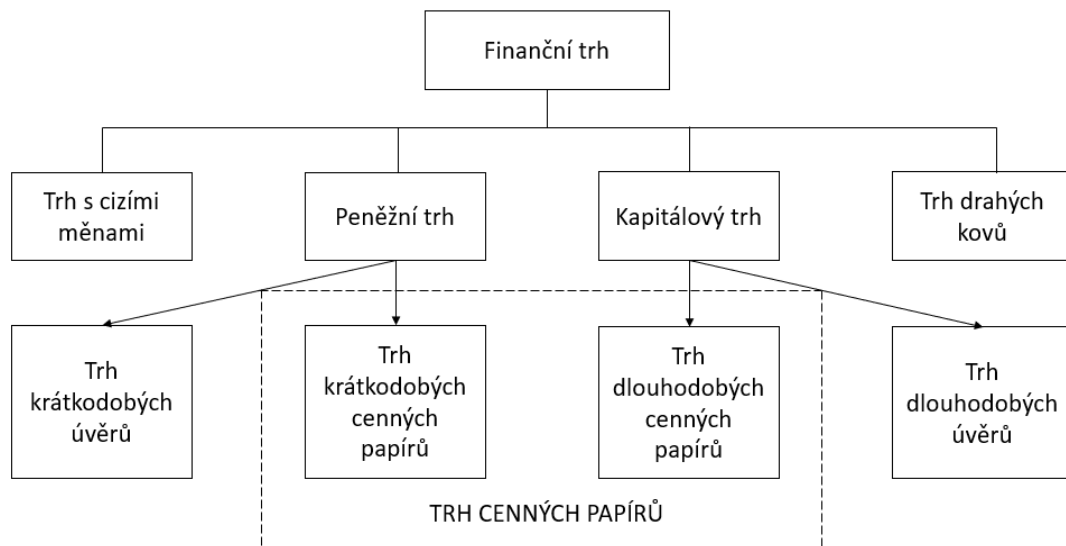 Finanční trh
Trh s cizími
měnami
Peněžní trh
Kapitálový trh
Trh drahých
kovů
Trh
krátkodobých
úvěrů
Trh
krátkodobých
cenných
papírů
Trh
dlouhodobých
cenných
papírů
Trh
dlouhodobých
úvěrů
TRH CENNÝCH PAPÍRŮ